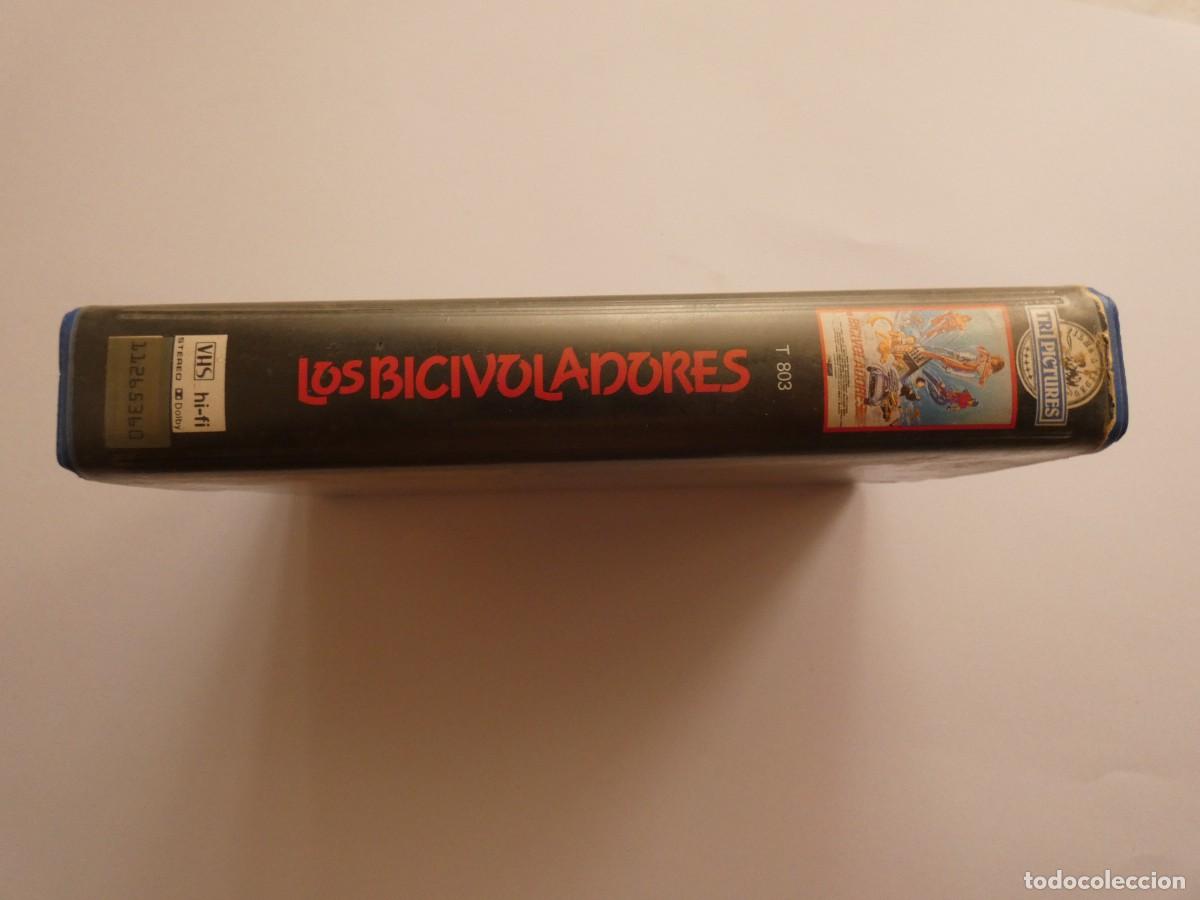 LOS BICIVOLADORES
T 803
VHS
hi-fi
STEREO
Dolby
TRI PICTURES
todocoleccion